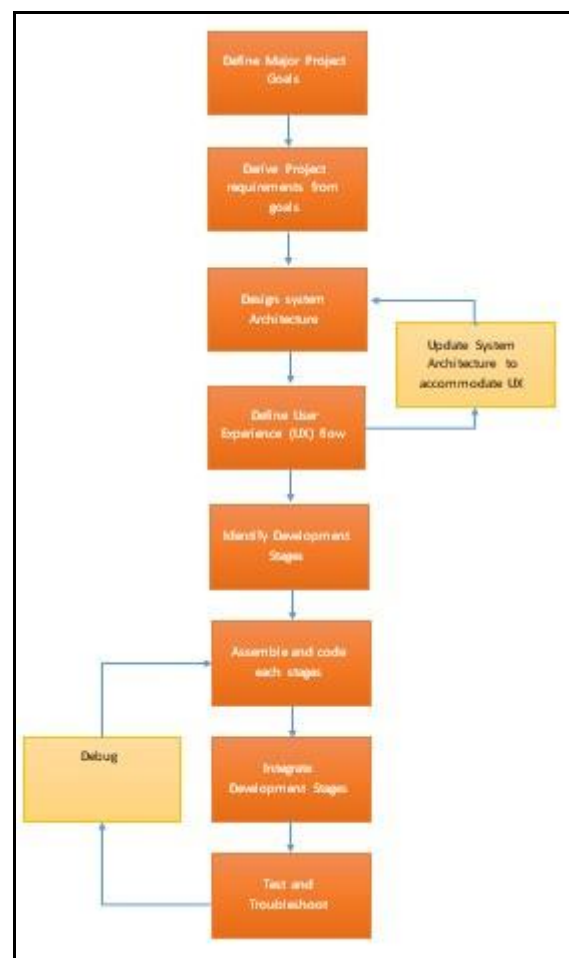 Define Major Project
Goals
Derive Project
requirements from
goals
Design system
Architecture
Update System
Architecture to
accommodate UX
Define User
Experience (UX) flow
Identify Development
Stages
Assemble and code
each stages
Debug
Integrate
Development Stages
Test and
Troubleshoot